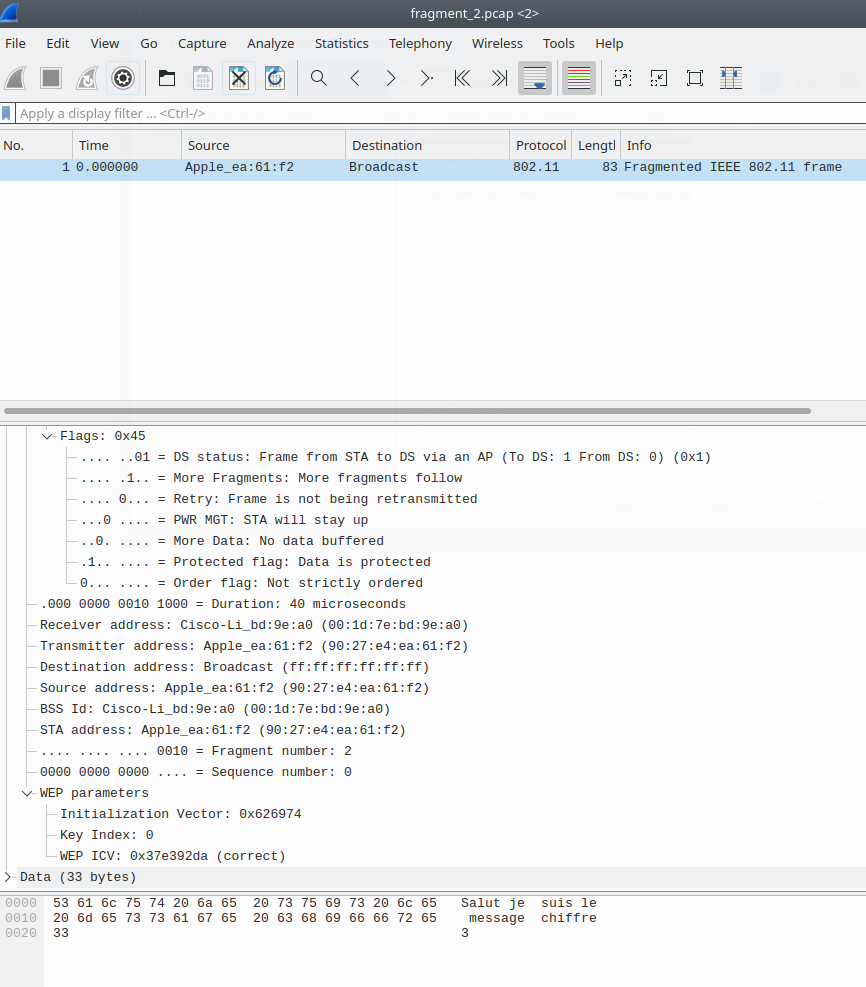 fragment_2.pcap <2>
File Edit View Go Capture Analyze Statistics Telephony Wireless Tools Help
Apply a display filter ... <Ctrl-/>
No. Time Source Destination Protocol Lengtl Info
1 0.000000 Apple_ea:61:f2 Broadcast 802.11 83 Fragmented IEEE 802.11 frame
Flags: 0x45
.... ..01 = DS status: Frame from STA to DS via an AP (To DS: 1 From DS: 0) (0x1)
.... .1.. = More Fragments: More fragments follow
.... 0... = Retry: Frame is not being retransmitted
...0 .... = PWR MGT: STA will stay up
..0. .... = More Data: No data buffered
.1.. .... = Protected flag: Data is protected
0... .... = Order flag: Not strictly ordered
.000 0000 0010 1000 = Duration: 40 microseconds
Receiver address: Cisco-Li_bd:9e:a0 (00:1d:7e:bd:9e:a0)
Transmitter address: Apple_ea:61:f2 (90:27:e4:ea:61:f2)
Destination address: Broadcast (ff:ff:ff:ff:ff:ff)
Source address: Apple_ea:61:f2 (90:27:e4:ea:61:f2)
BSS Id: Cisco-Li_bd:9e:a0 (00:1d:7e:bd:9e:a0)
STA address: Apple_ea:61:f2 (90:27:e4:ea:61:f2)
.... .... .... 0010 = Fragment number: 2
0000 0000 0000 .... = Sequence number: 0
WEP parameters
Initialization Vector: 0x626974
Key Index: 0
WEP ICV: 0x37e392da (correct)
Data (33 bytes)
0000 53 61 6c 75 74 20 6a 65 20 73 75 69 73 20 6c 65 Salut je suis le
0010 20 6d 65 73 73 61 67 65 20 63 68 69 66 66 72 65 message chiffre
0020 33 3